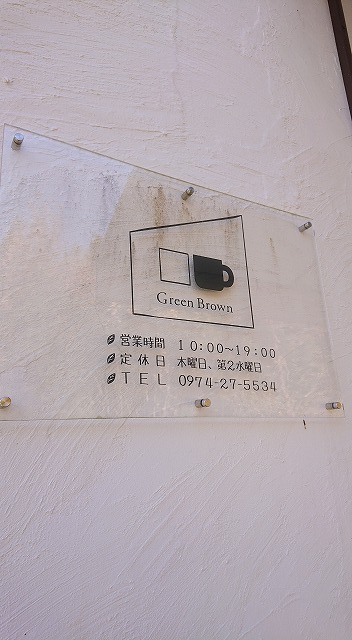 Green Brown
営業時間 10:00~19:00
定休日 木曜日、第2水曜日
TEL 0974-27-5534